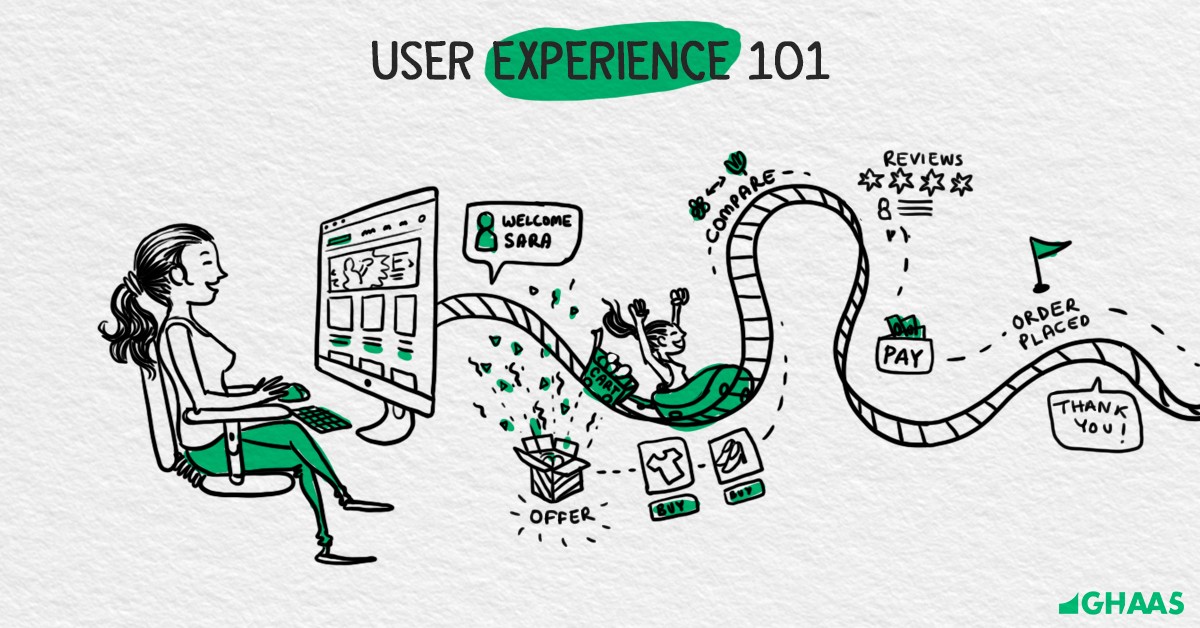 USER EXPERIENCE 101
WELCOME
SARA
COMPARE
REVIEWS
CART
PAY
ORDER
PLACED
THANK
YOU!
OFFER
BUY
BUY
GHAAS